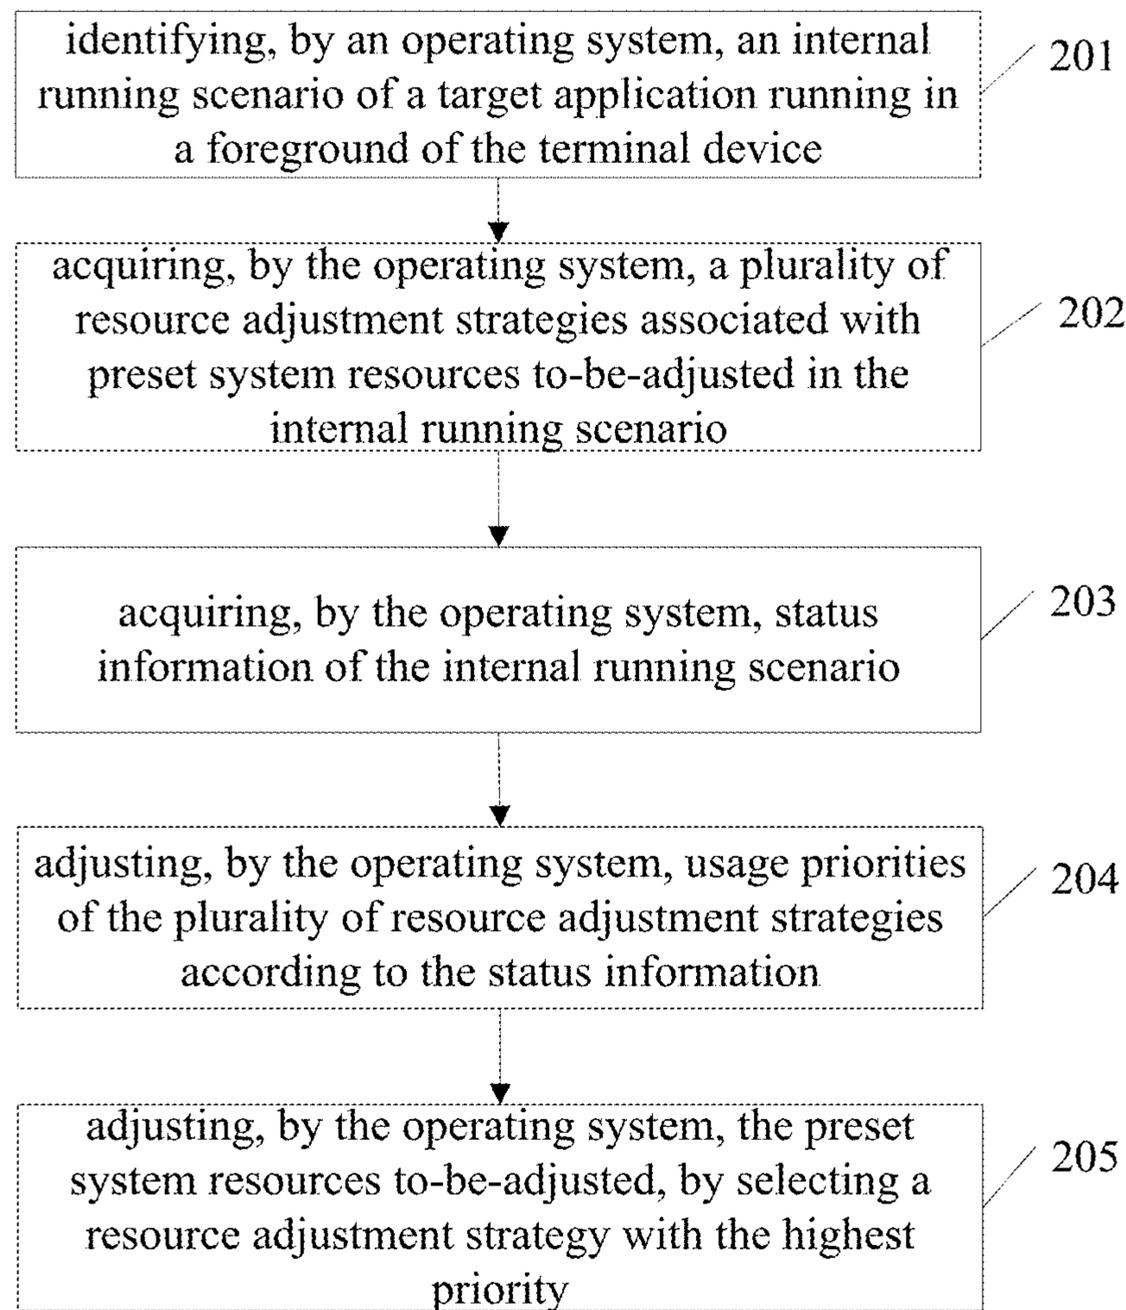 identifying, by an operating system, an internal
running scenario of a target application running in
a foreground of the terminal device
201
acquiring, by the operating system, a plurality of
resource adjustment strategies associated with
preset system resources to-be-adjusted in the
internal running scenario
202
acquiring, by the operating system, status
information of the internal running scenario
203
adjusting, by the operating system, usage priorities
of the plurality of resource adjustment strategies
according to the status information
204
adjusting, by the operating system, the preset
system resources to-be-adjusted, by selecting a
resource adjustment strategy with the highest
priority
205